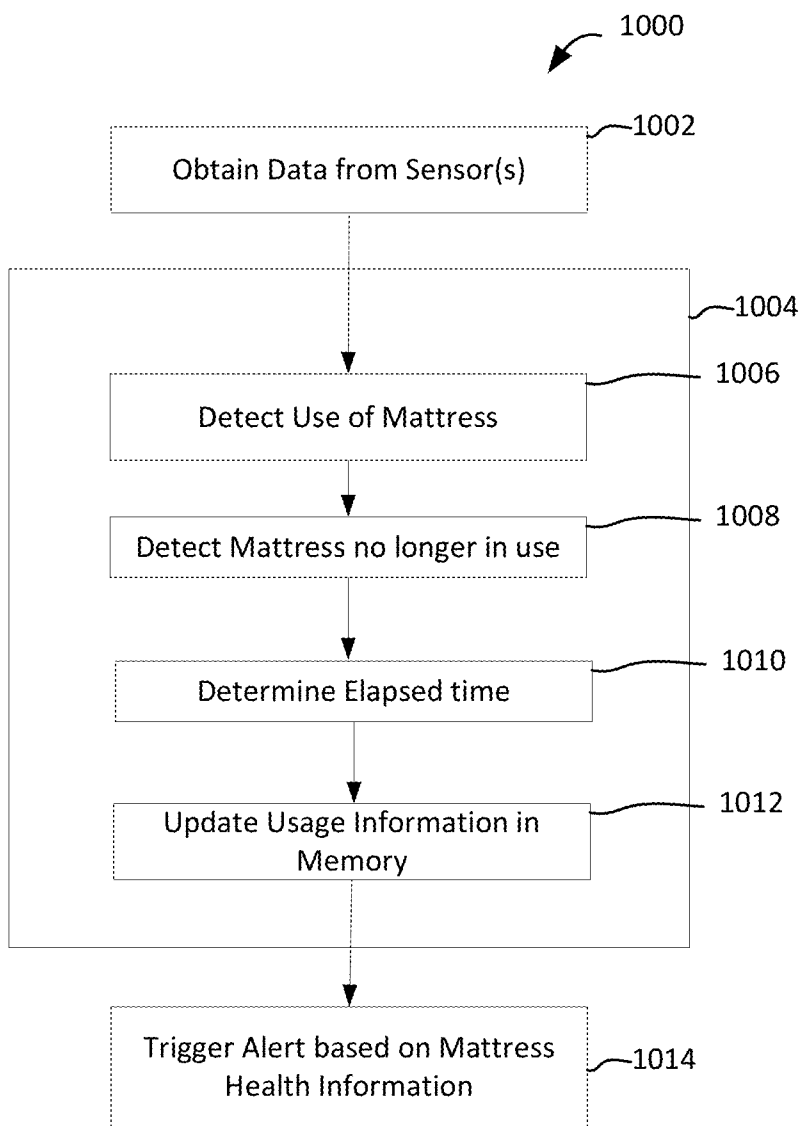 1000
1002
Obtain Data from Sensor(s)
1004
1006
Detect Use of Mattress
1008
Detect Mattress no longer in use
1010
Determine Elapsed time
1012
Update Usage Information in
Memory
Trigger Alert based on Mattress
Health Information
1014